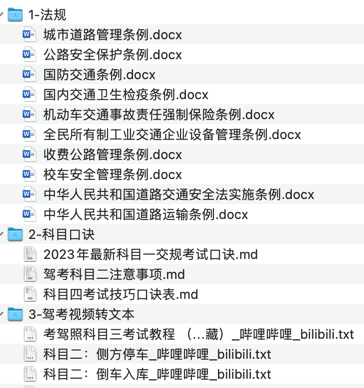 1-法规
城市道路管理条例.docx
公路安全保护条例.docx
国防交通条例.docx
国内交通卫生检疫条例.docx
机动车交通事故责任强制保险条例.docx
全民所有制工业交通企业设备管理条例.docx
收费公路管理条例.docx
校车安全管理条例.docx
中华人民共和国道路交通安全法实施条例.docx
中华人民共和国道路运输条例.docx
2-科目口诀
2023年最新科目一交规考试口诀.md
驾考科目二注意事项.md
科目四考试技巧口诀表.md
3-驾考视频转文本
考驾照科目三考试教程 （...藏）_哔哩哔哩_bilibili.txt
科目二：侧方停车_哔哩哔哩_bilibili.txt
科目二：倒车入库_哔哩哔哩_bilibili.txt